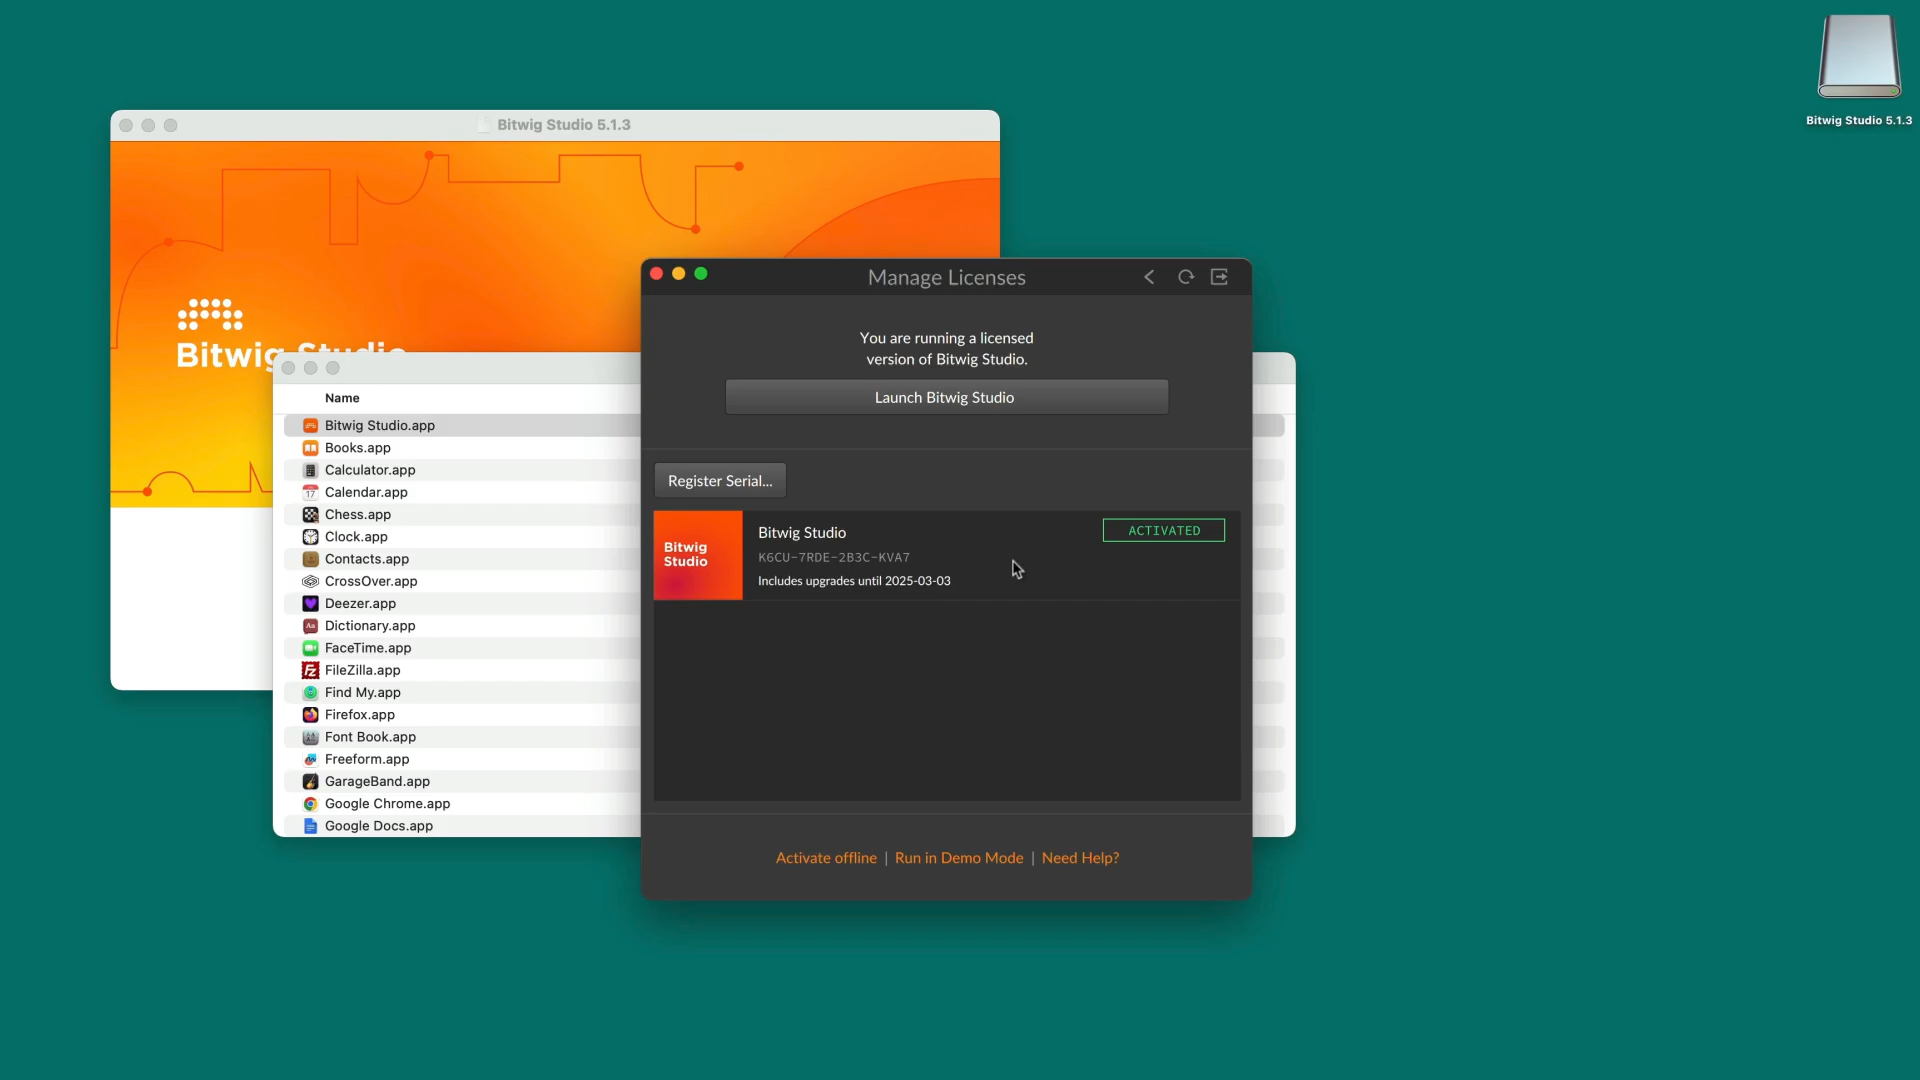 Bitwig Studio 5.1.3
Bitwig Studio 5.1.3
Bitwig Studio
Manage Licenses
You are running a licensed
version of Bitwig Studio.
Launch Bitwig Studio
Register Serial...
Bitwig
Studio
Bitwig Studio
K6CU-7RDE-2B3C-KVA7
Includes upgrades until 2025-03-03
ACTIVATED
Activate offline | Run in Demo Mode | Need Help?
Name
Bitwig Studio.app
Books.app
Calculator.app
17
Calendar.app
Chess.app
Clock.app
Contacts.app
CrossOver.app
Deezer.app
Aa
Dictionary.app
FaceTime.app
Fz
FileZilla.app
Find My.app
Firefox.app
Font Book.app
Freeform.app
GarageBand.app
Google Chrome.app
Google Docs.app